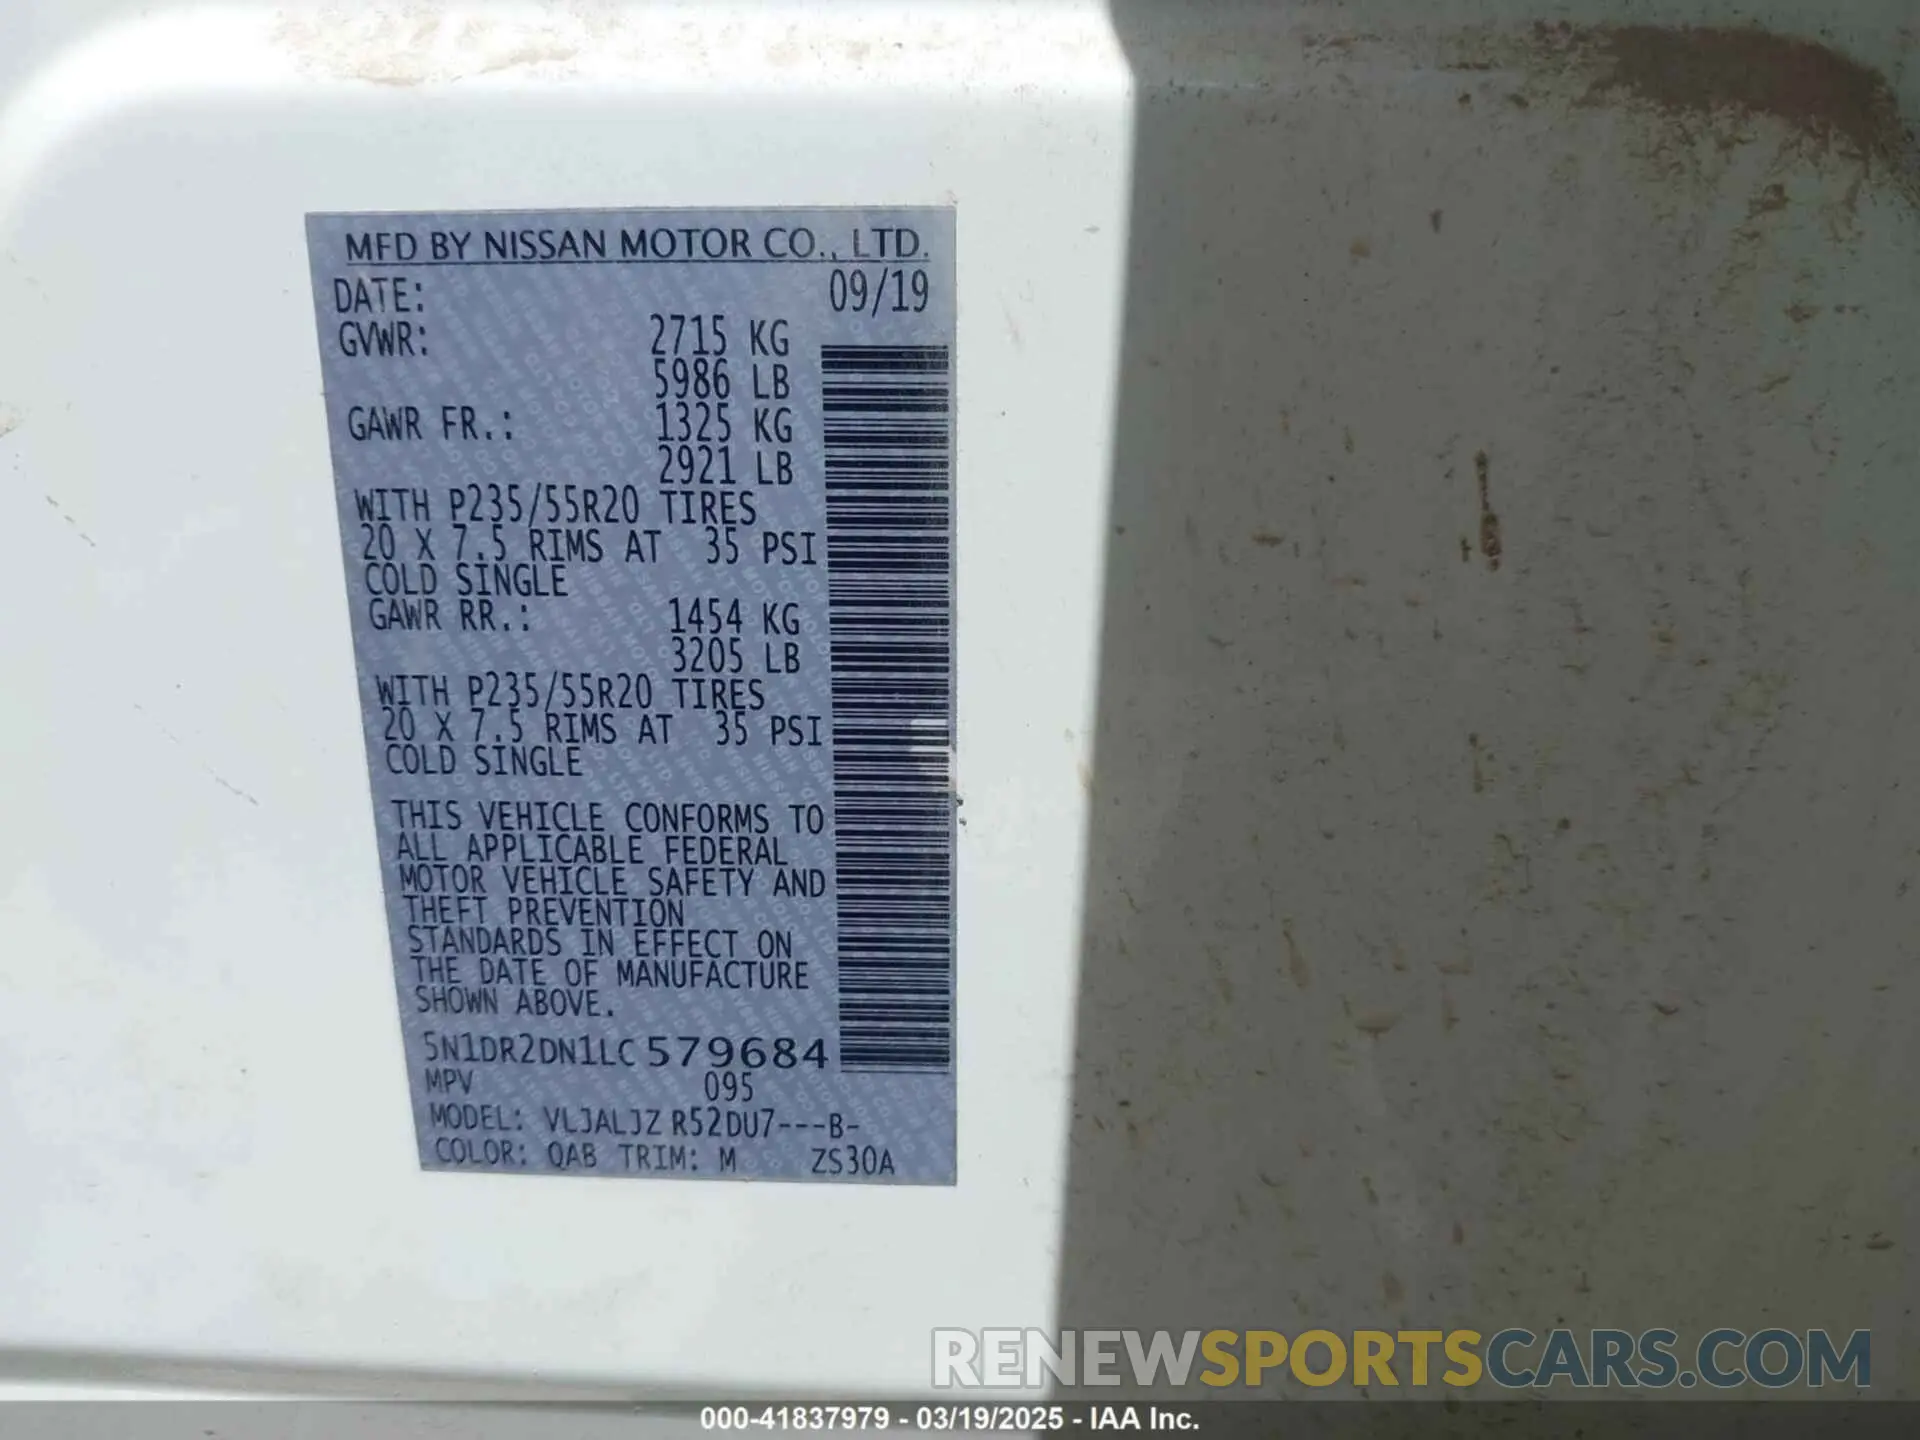 MFD BY NISSAN MOTOR CO., LTD.
DATE: 09/19
GVWR: 2715 KG
5986 LB
GAWR FR.: 1325 KG
2921 LB
WITH P235/55R20 TIRES
20 X 7.5 RIMS AT 35 PSI
COLD SINGLE
GAWR RR.: 1454 KG
3205 LB
WITH P235/55R20 TIRES
20 X 7.5 RIMS AT 35 PSI
COLD SINGLE
THIS VEHICLE CONFORMS TO
ALL APPLICABLE FEDERAL
MOTOR VEHICLE SAFETY AND
THEFT PREVENTION
STANDARDS IN EFFECT ON
THE DATE OF MANUFACTURE
SHOWN ABOVE.
5N1DR2DN1LC579684
MPV 095
MODEL: VLJALJZ R52DU7---B-
COLOR: QAB TRIM: M ZS30A
RENEWSPORTSCARS.COM
000-41837979 - 03/19/2025 - IAA Inc.